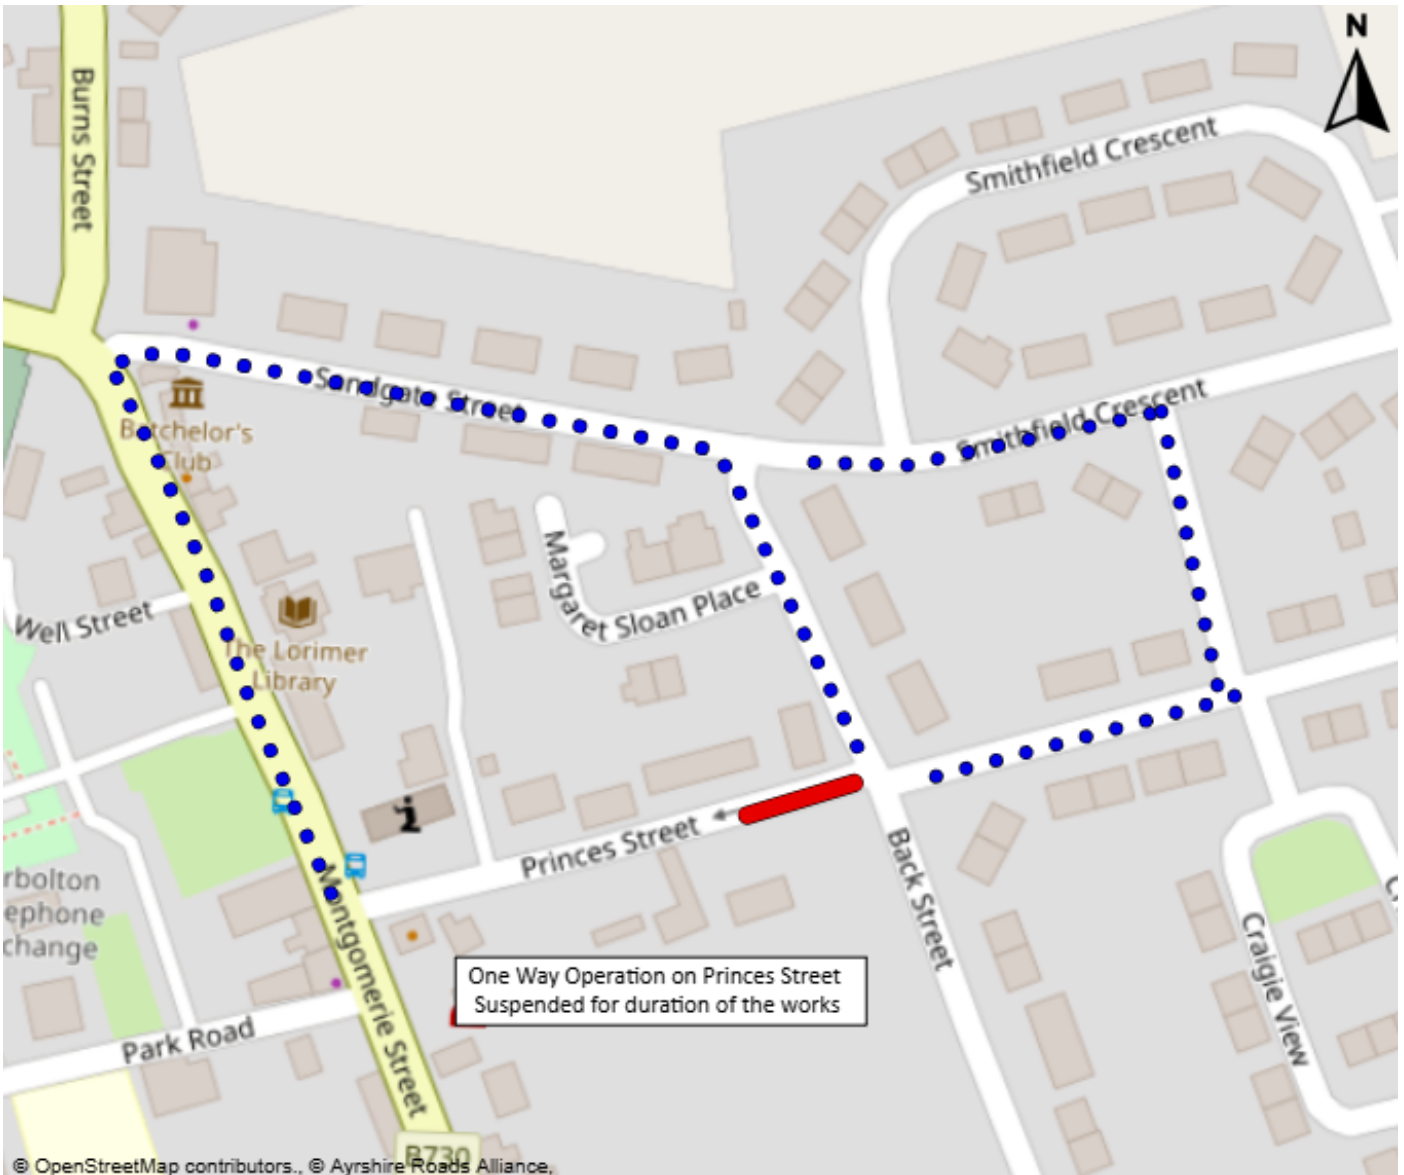 N
Burns Street
Smithfield Crescent
Sandgate Street
Smithfield Crescent
Batchelor's
Club
Margaret Sloan Place
Well Street
The Lorimer
Library
Princes Street
Back Street
rbolton
ephone
change
Montgomerie Street
Craigie View
One Way Operation on Princes Street
Suspended for duration of the works
Park Road
B730
© OpenStreetMap contributors., © Ayrshire Roads Alliance,